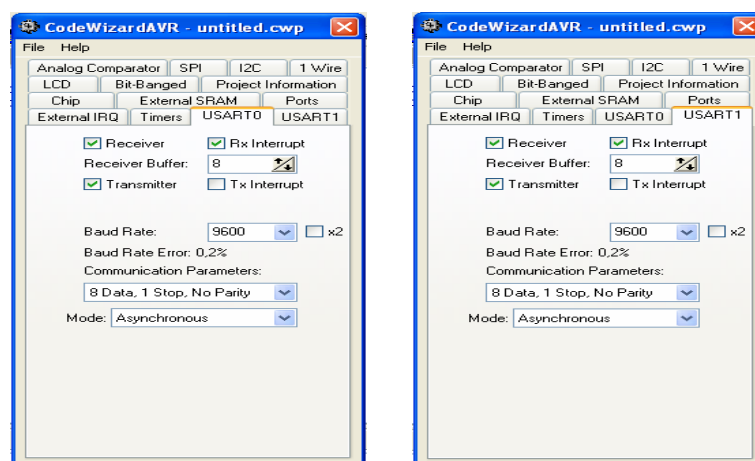 CodeWizardAVR - untitled.cwp
File Help
Analog Comparator SPI I2C 1 Wire
LCD Bit-Banged Project Information
Chip External SRAM Ports
External IRQ Timers USART0 USART1
Receiver Rx Interrupt
Receiver Buffer: 8
Transmitter Tx Interrupt
Baud Rate: 9600 x2
Baud Rate Error: 0,2%
Communication Parameters:
8 Data, 1 Stop, No Parity
Mode: Asynchronous
CodeWizardAVR - untitled.cwp
File Help
Analog Comparator SPI I2C 1 Wire
LCD Bit-Banged Project Information
Chip External SRAM Ports
External IRQ Timers USART0 USART1
Receiver Rx Interrupt
Receiver Buffer: 8
Transmitter Tx Interrupt
Baud Rate: 9600 x2
Baud Rate Error: 0,2%
Communication Parameters:
8 Data, 1 Stop, No Parity
Mode: Asynchronous